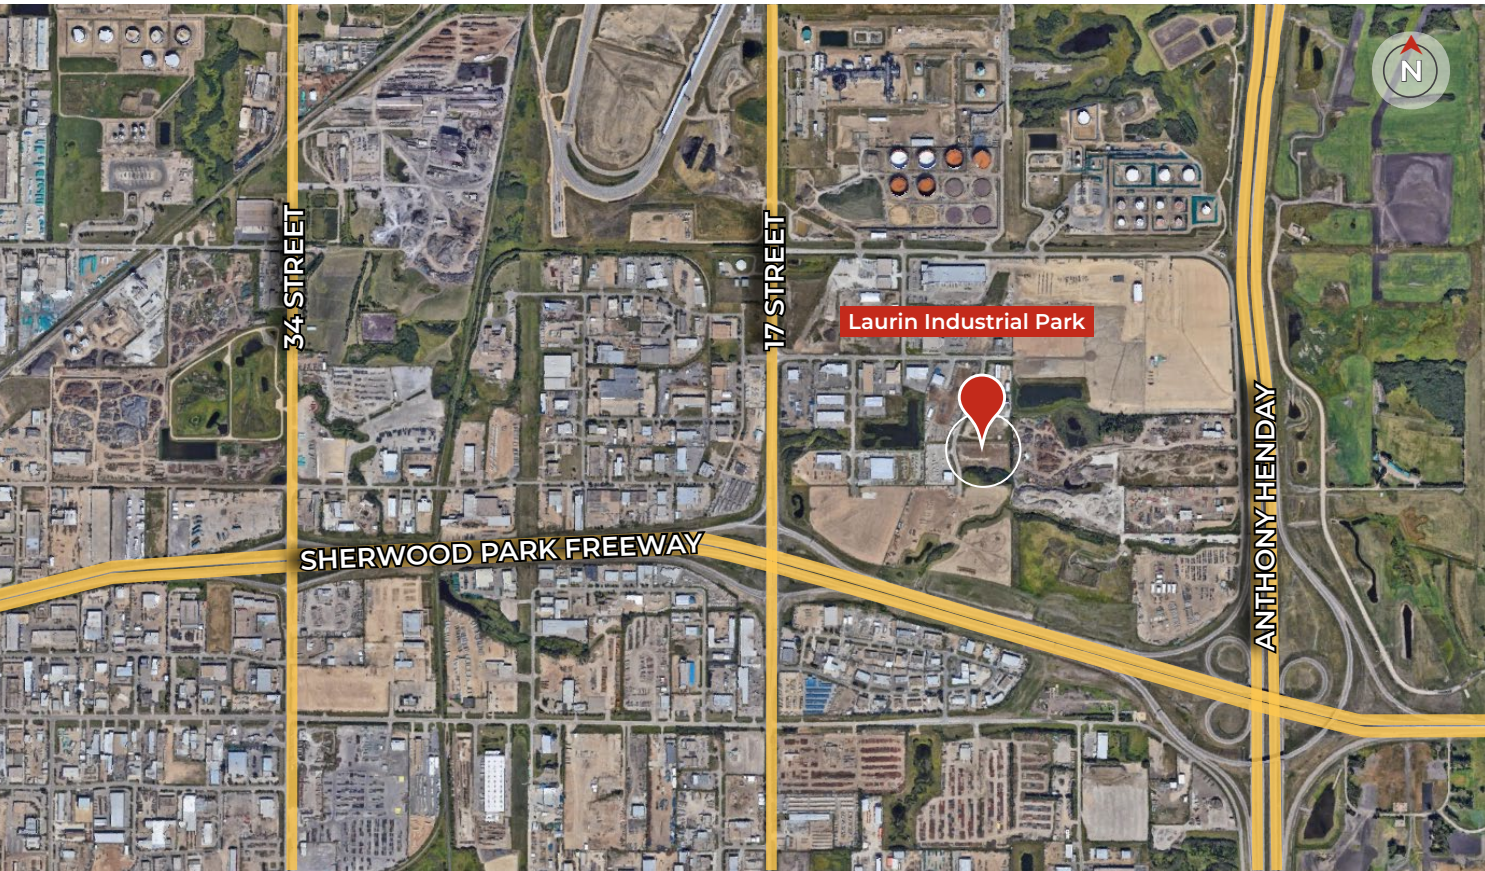 N
34 STREET
17 STREET
Laurin Industrial Park
ANTHONY HENDAY
SHERWOOD PARK FREEWAY